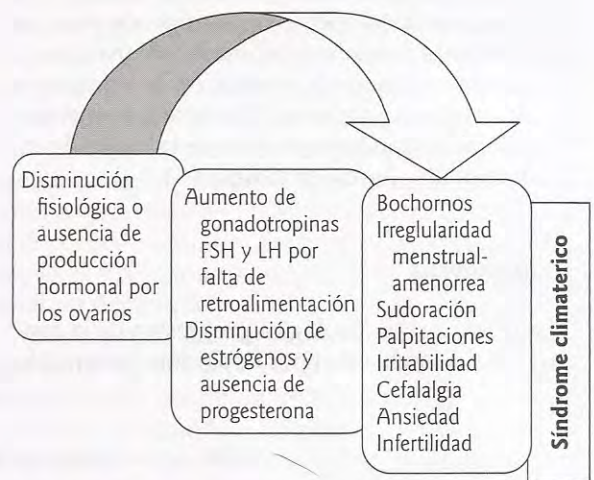 Disminución
fisiológica o
ausencia de
producción
hormonal por
los ovarios
Aumento de
gonadotropinas
FSH y LH por
falta de
retroalimentación
Disminución de
estrógenos y
ausencia de
progesterona
Bochornos
Irreglularidad
menstrual-
amenorrea
Sudoración
Palpitaciones
Irritabilidad
Cefalalgia
Ansiedad
Infertilidad
Síndrome climaterico